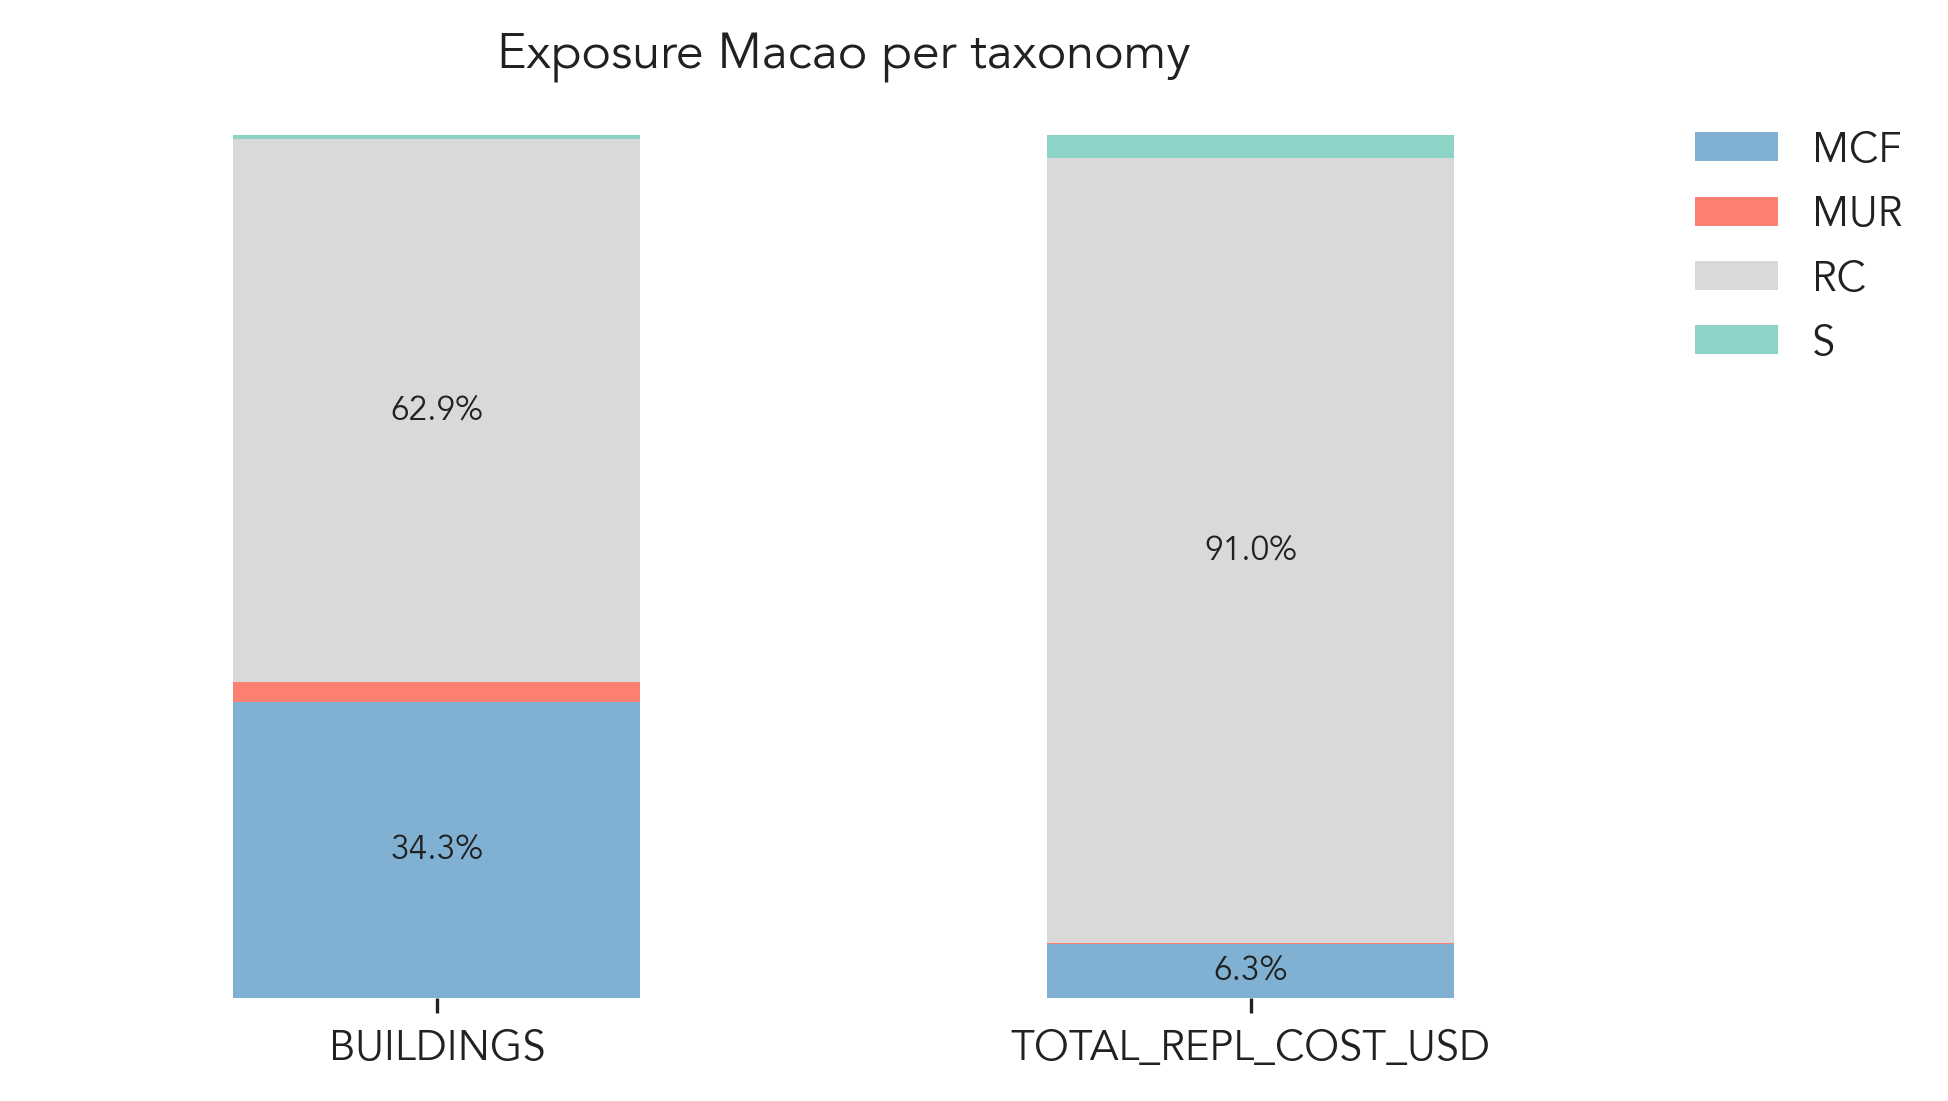 Exposure Macao per taxonomy
MCF
MUR
RC
S
62.9%
34.3%
91.0%
6.3%
BUILDINGS
TOTAL_REPL_COST_USD